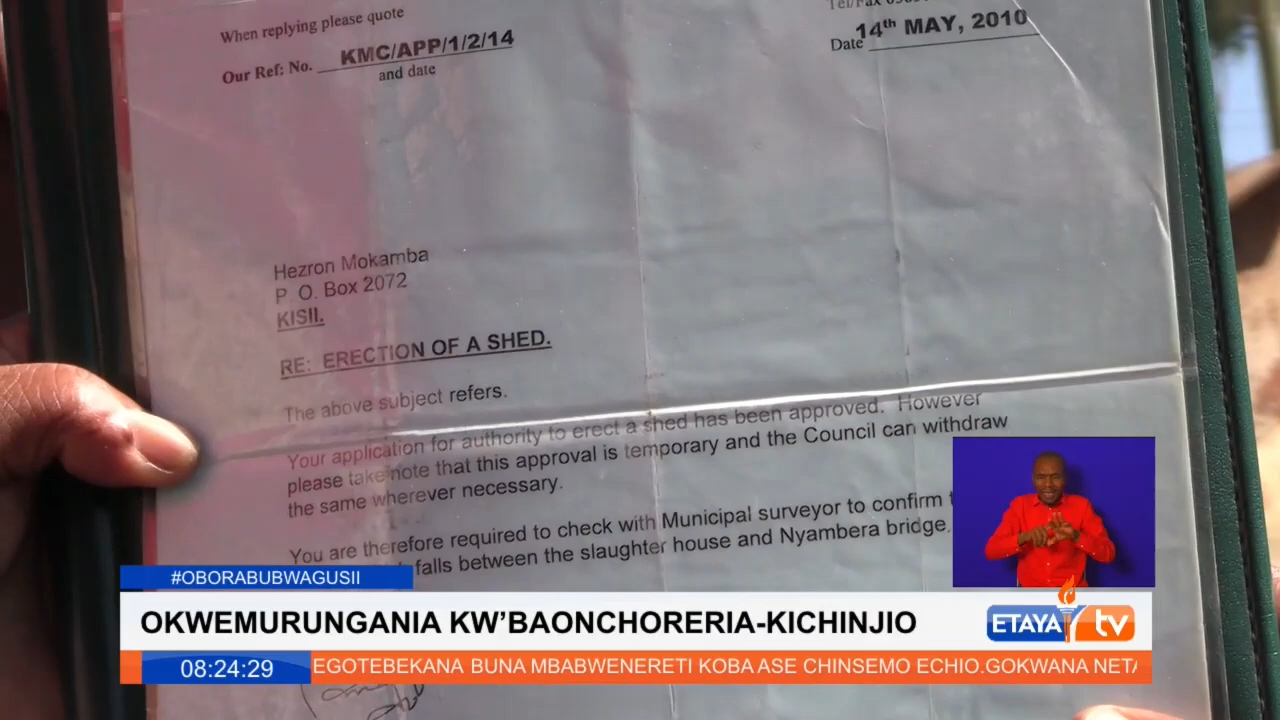 When replying please quote
Our Ref: No. KMC/APP/1/2/14
and date
Date 14th MAY, 2010
Hezron Mokamba
P. O. Box 2072
KISII.
RE: ERECTION OF A SHED.
The above subject refers.
Your application for authority to erect a shed has been approved. However
please take note that this approval is temporary and the Council can withdraw
the same wherever necessary.
You are therefore required to check with Municipal surveyor to confirm
falls between the slaughter house and Nyambera bridge.
#OBORABUBWAGUSII
OKWEMURUNGANIA KW'BAONCHORERIA-KICHINJIO
ETAYA tv
08:24:29
EGOTEBEKANA BUNA MBABWENERETI KOBA ASE CHINSEMO ECHIO.GOKWANA